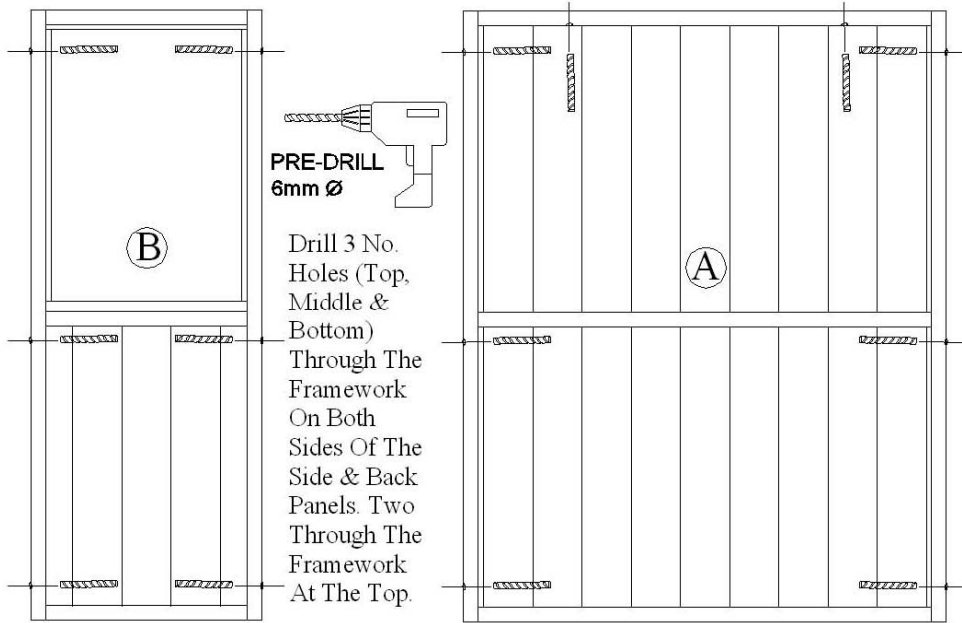 PRE-DRILL
6mm Ø
B
Drill 3 No.
Holes (Top,
Middle &
Bottom)
Through The
Framework
On Both
Sides Of The
Side & Back
Panels. Two
Through The
Framework
At The Top.
A